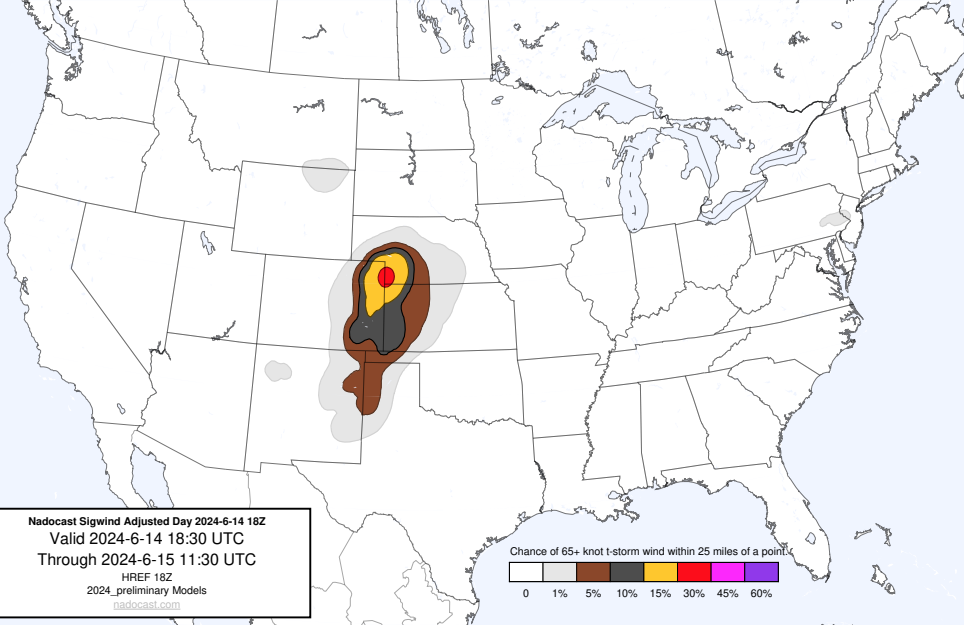 Nadocast Sigwind Adjusted Day 2024-6-14 18Z
Valid 2024-6-14 18:30 UTC
Through 2024-6-15 11:30 UTC
HREF 18Z
2024_preliminary Models
nadocast.com
Chance of 65+ knot t-storm wind within 25 miles of a point.
0 1% 5% 10% 15% 30% 45% 60%